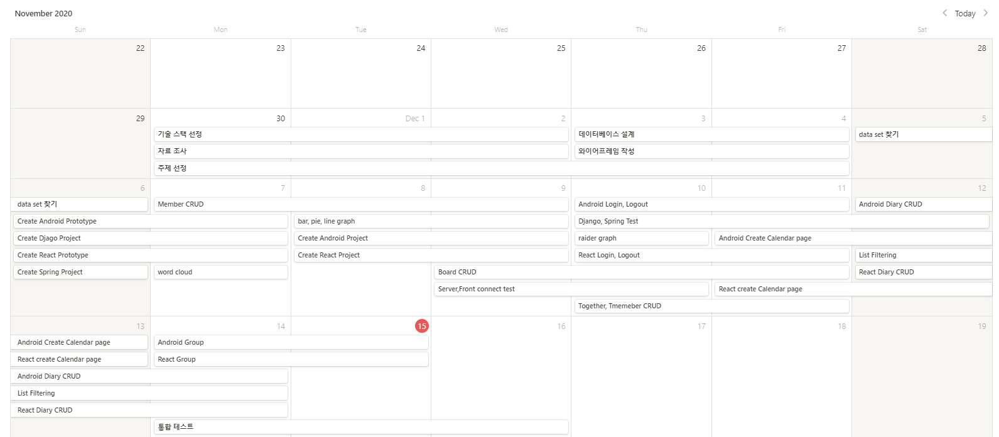 November 2020
Today
Sun Mon Tue Wed Thu Fri Sat
22 23 24 25 26 27 28
29 30 Dec 1 2 3 4 5
기술 스택 선정 데이터베이스 설계 data set 찾기
자료 조사 와이어프레임 작성
주제 선정
6 7 8 9 10 11 12
data set 찾기 Member CRUD Android Login, Logout Android Diary CRUD
Create Android Prototype bar, pie, line graph Django, Spring Test
Create Djago Project Create Android Project raider graph Android Create Calendar page
Create React Prototype Create React Project React Login, Logout List Filtering
Create Spring Project word cloud Board CRUD React Diary CRUD
Server,Front connect test React create Calendar page
Together, Tmemeber CRUD
13 14 15 16 17 18 19
Android Create Calendar page Android Group
React create Calendar page React Group
Android Diary CRUD
List Filtering
React Diary CRUD
통합 테스트